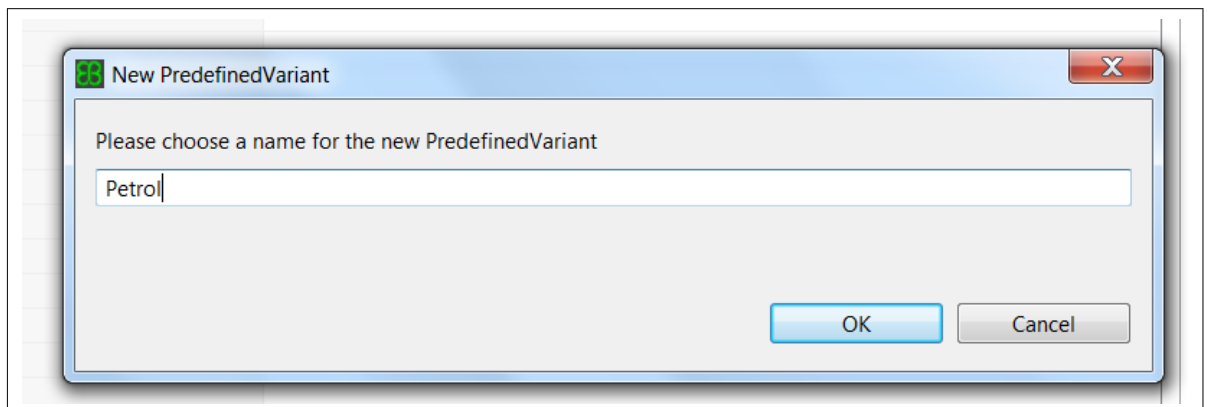 New PredefinedVariant
Please choose a name for the new PredefinedVariant
Petrol
OK Cancel